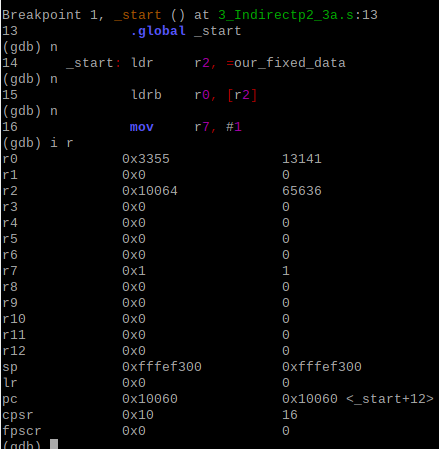 Breakpoint 1, _start () at 3_Indirectp2_3a.s:13
13 .global _start
(gdb) n
14 _start: ldr r2, =our_fixed_data
(gdb) n
15 ldrb r0, [r2]
(gdb) n
16 mov r7, #1
(gdb) i r
r0 0x3355 13141
r1 0x0 0
r2 0x10064 65636
r3 0x0 0
r4 0x0 0
r5 0x0 0
r6 0x0 0
r7 0x1 1
r8 0x0 0
r9 0x0 0
r10 0x0 0
r11 0x0 0
r12 0x0 0
sp 0xfffef300 0xfffef300
lr 0x0 0
pc 0x10060 0x10060 <_start+12>
cpsr 0x10 16
fpscr 0x0 0
(gdb)